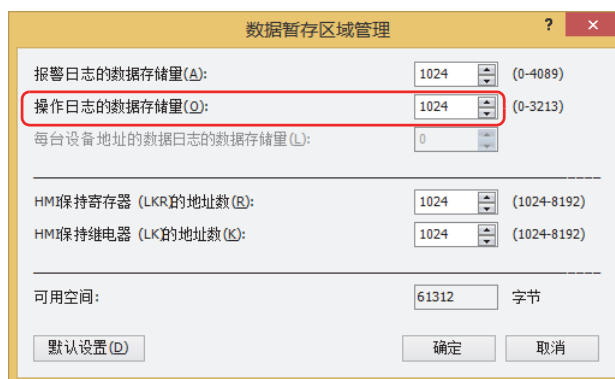 数据暂存区域管理 ? ×
报警日志的数据存储量(A): 1024 (0-4089)
操作日志的数据存储量(O): 1024 (0-3213)
每台设备地址的数据日志的数据存储量(L): 0
HMI保持寄存器 (LKR)的地址数(R): 1024 (1024-8192)
HMI保持继电器 (LK)的地址数(K): 1024 (1024-8192)
可用空间: 61312 字节
默认设置(D) 确定 取消